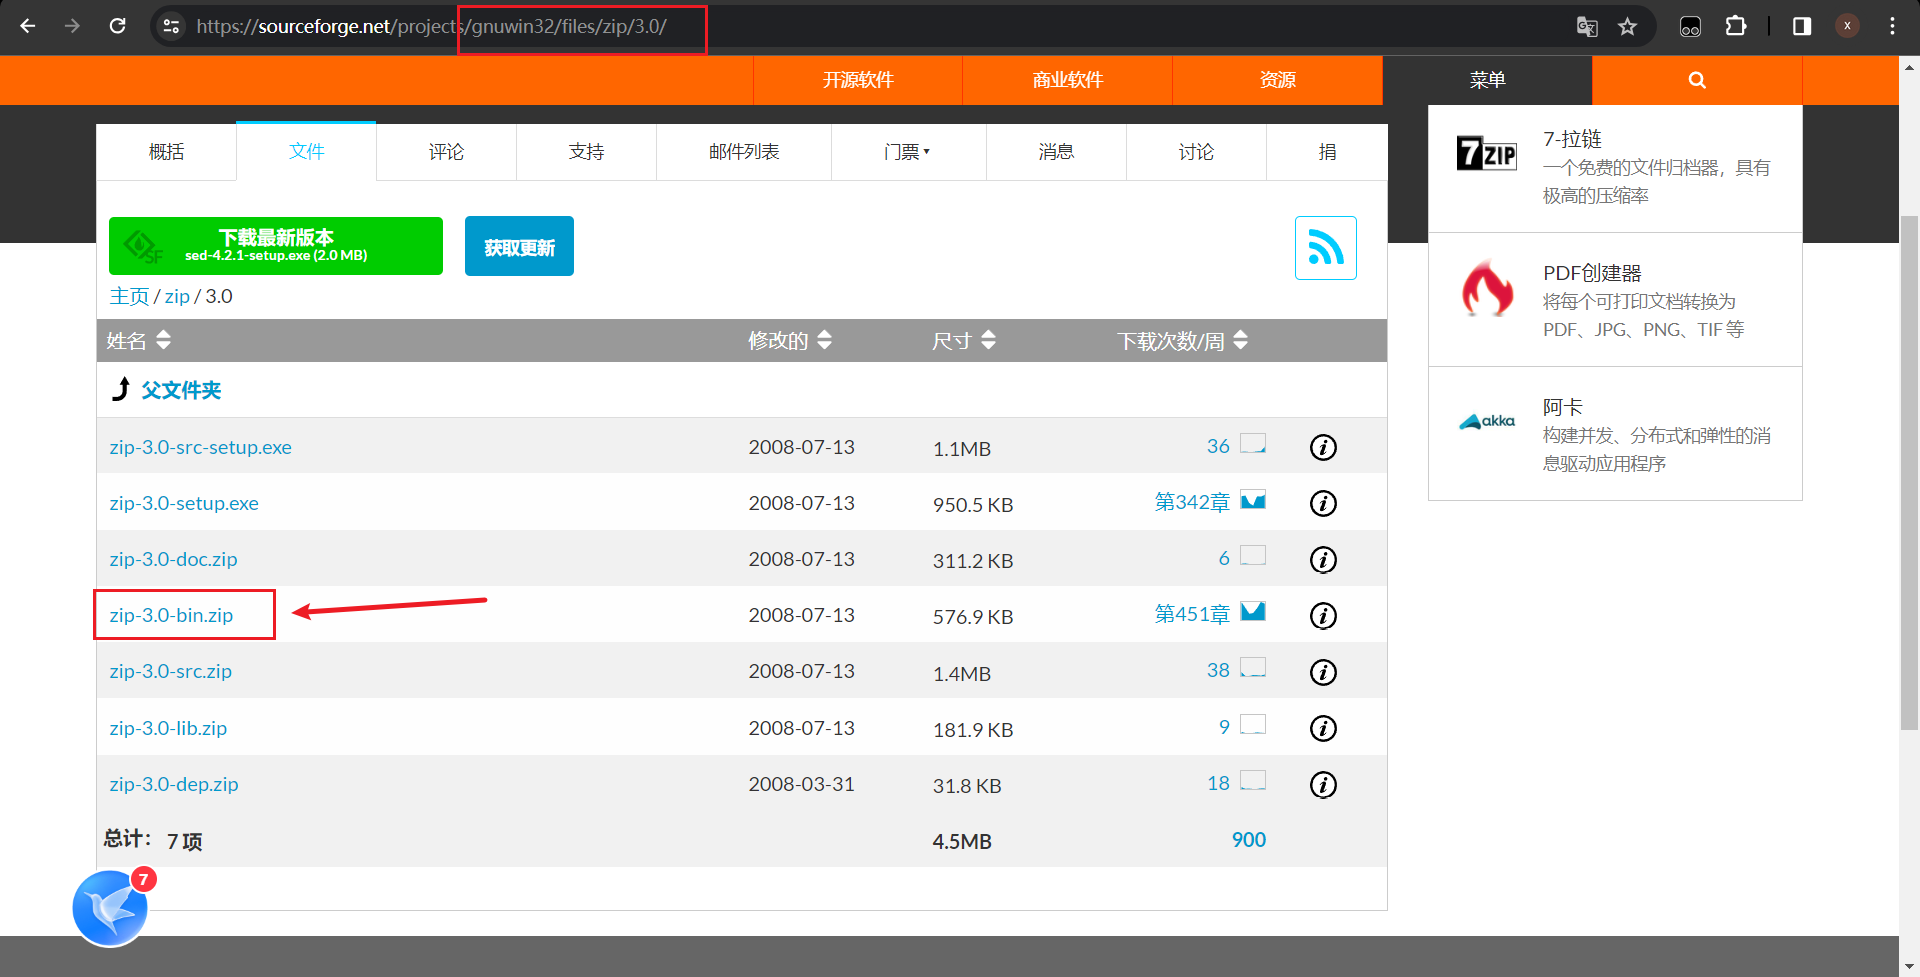 https://sourceforge.net/projects/gnuwin32/files/zip/3.0/
X
开源软件
商业软件
资源
菜单
概括
文件
评论
支持
邮件列表
门票
消息
讨论
捐
下载最新版本
sed-4.2.1-setup.exe (2.0 MB)
SF
获取更新
主页 / zip / 3.0
姓名 修改的 尺寸 下载次数/周
父文件夹
zip-3.0-src-setup.exe 2008-07-13 1.1MB 36
zip-3.0-setup.exe 2008-07-13 950.5 KB 第342章
zip-3.0-doc.zip 2008-07-13 311.2 KB 6
zip-3.0-bin.zip 2008-07-13 576.9 KB 第451章
zip-3.0-src.zip 2008-07-13 1.4MB 38
zip-3.0-lib.zip 2008-07-13 181.9 KB 9
zip-3.0-dep.zip 2008-03-31 31.8 KB 18
总计： 7 项 4.5MB 900
7
7ZIP
7-拉链
一个免费的文件归档器，具有
极高的压缩率
PDF创建器
将每个可打印文档转换为
PDF、JPG、PNG、TIF 等
akka
阿卡
构建并发、分布式和弹性的消
息驱动应用程序